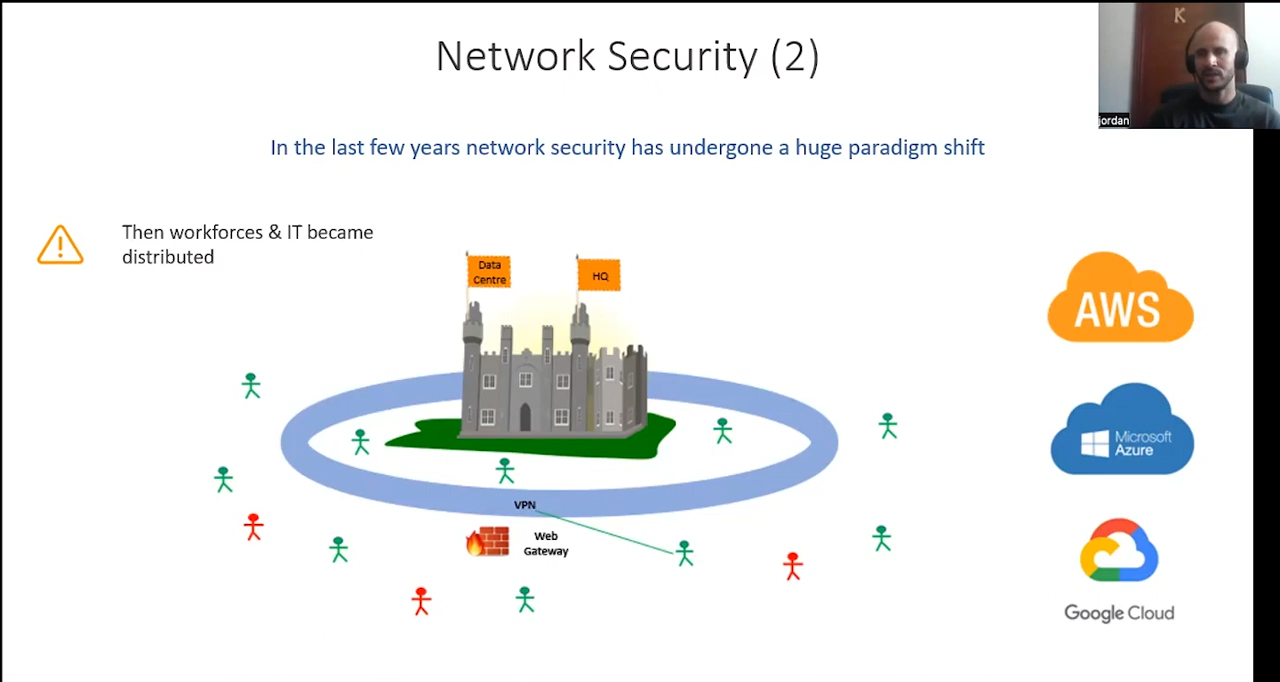 Network Security (2)
K
jordan
In the last few years network security has undergone a huge paradigm shift
Then workforces & IT became
distributed
Data
Centre
HQ
AWS
Microsoft
Azure
VPN
Web
Gateway
Google Cloud